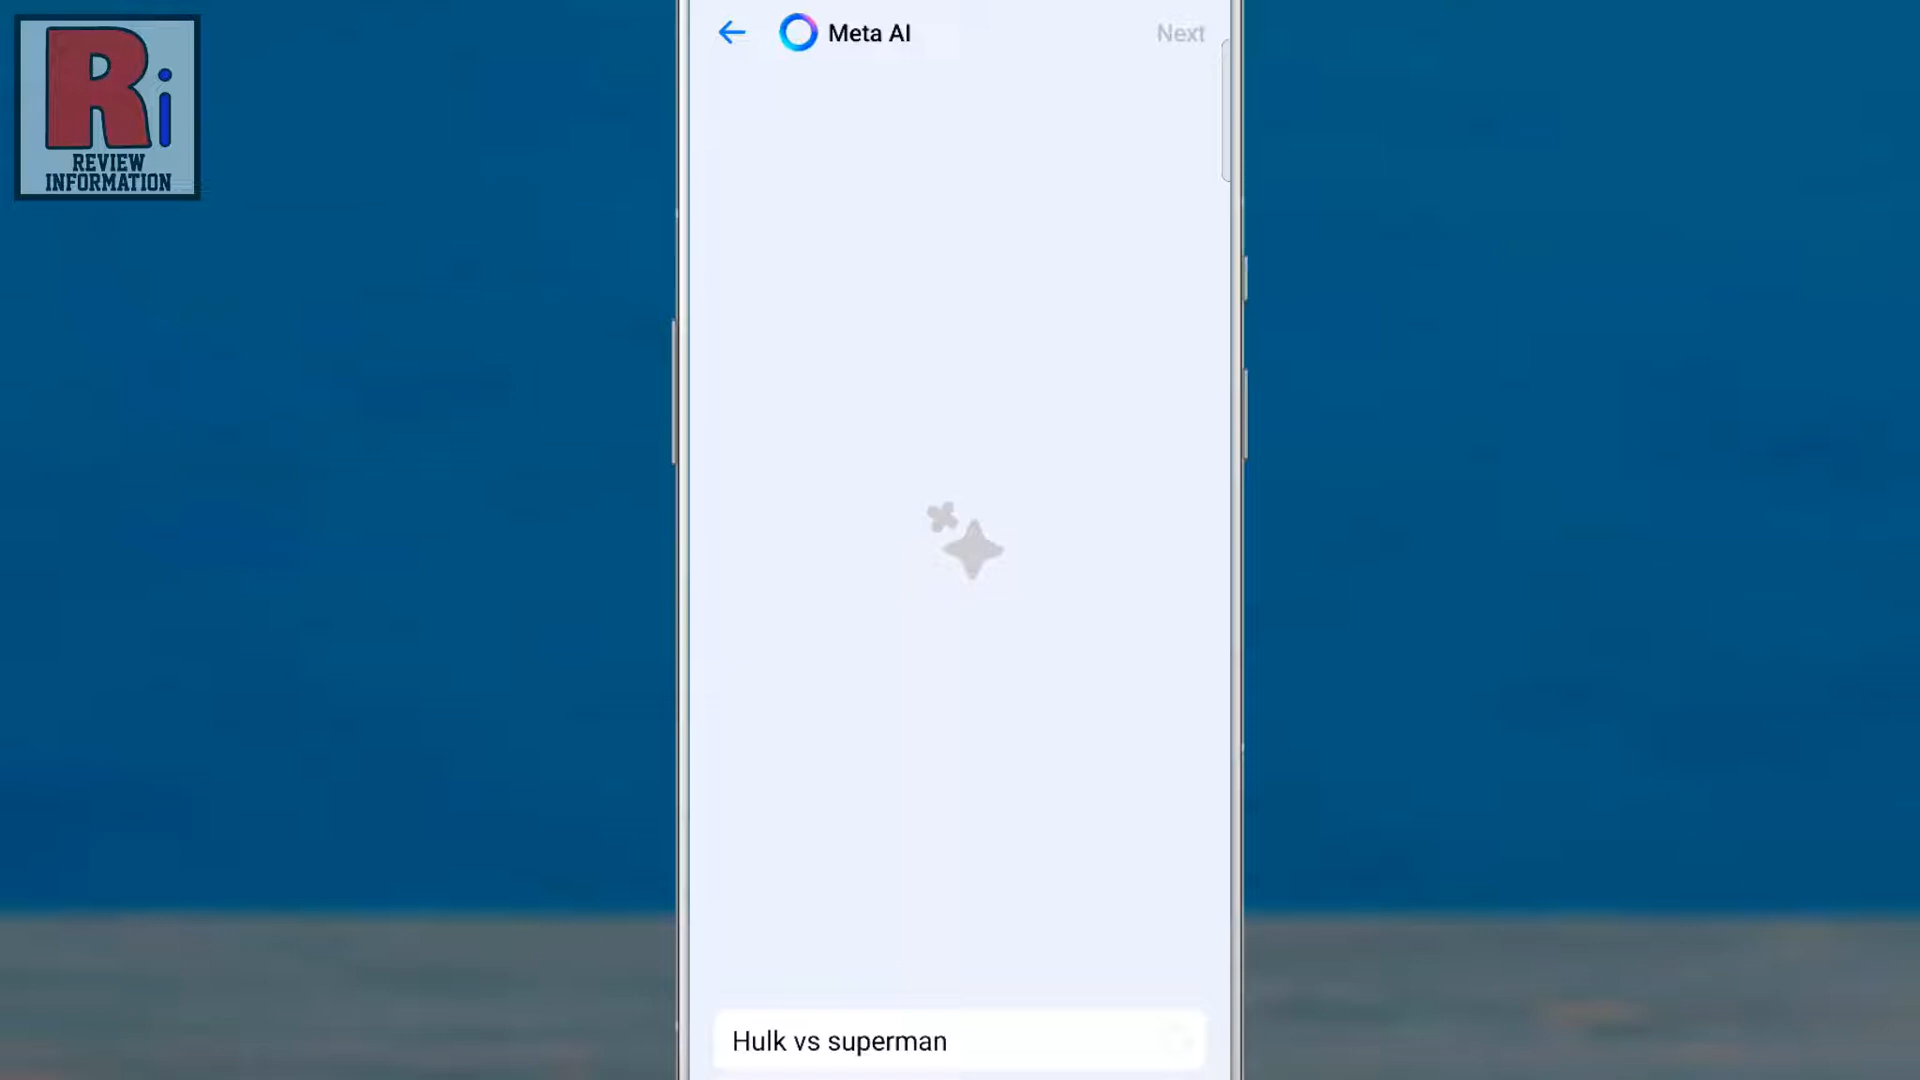 Ri
REVIEW
INFORMATION
Meta AI
Next
Hulk vs superman